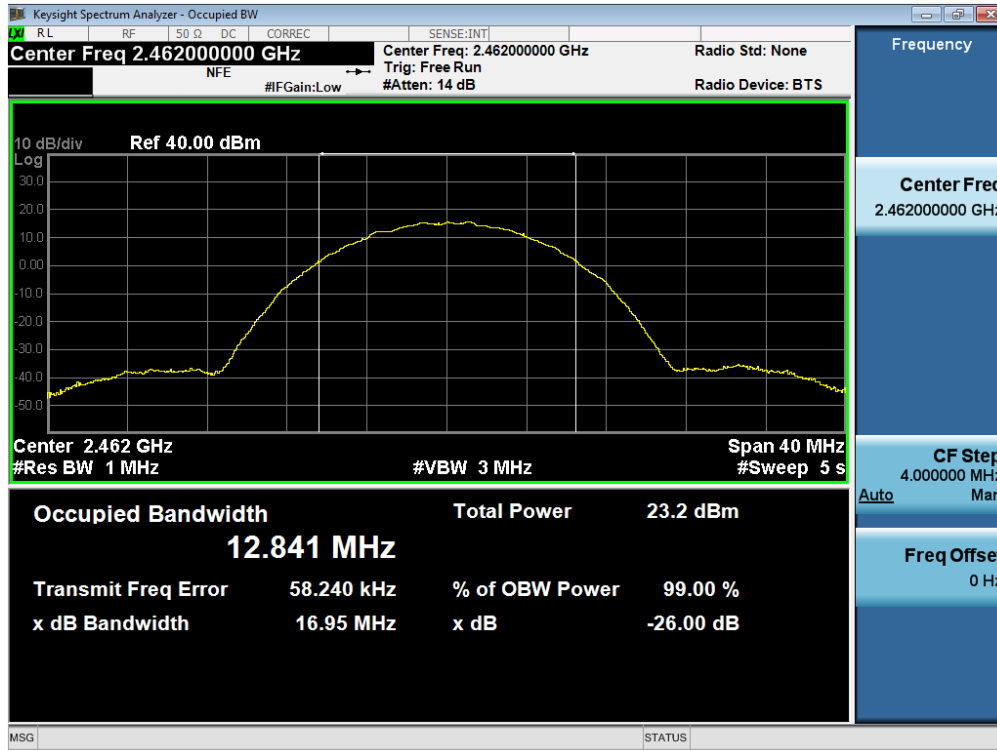 Keysight Spectrum Analyzer - Occupied BW
LXI RL RF 50 Ω DC CORREC SENSE:INT
Center Freq 2.462000000 GHz
NFE
#IFGain:Low
Center Freq: 2.462000000 GHz
Trig: Free Run
#Atten: 14 dB
Radio Std: None
Radio Device: BTS
10 dB/div
Log
Ref 40.00 dBm
30.0
20.0
10.0
0.00
-10.0
-20.0
-30.0
-40.0
-50.0
Center 2.462 GHz
Span 40 MHz
#Res BW 1 MHz
#VBW 3 MHz
#Sweep 5 s
Occupied Bandwidth
12.841 MHz
Total Power 23.2 dBm
Transmit Freq Error 58.240 kHz
% of OBW Power 99.00 %
x dB Bandwidth 16.95 MHz
x dB -26.00 dB
Frequency
Center Freq
2.462000000 GHz
CF Step
4.000000 MHz
Auto Man
Freq Offset
0 Hz
MSG
STATUS